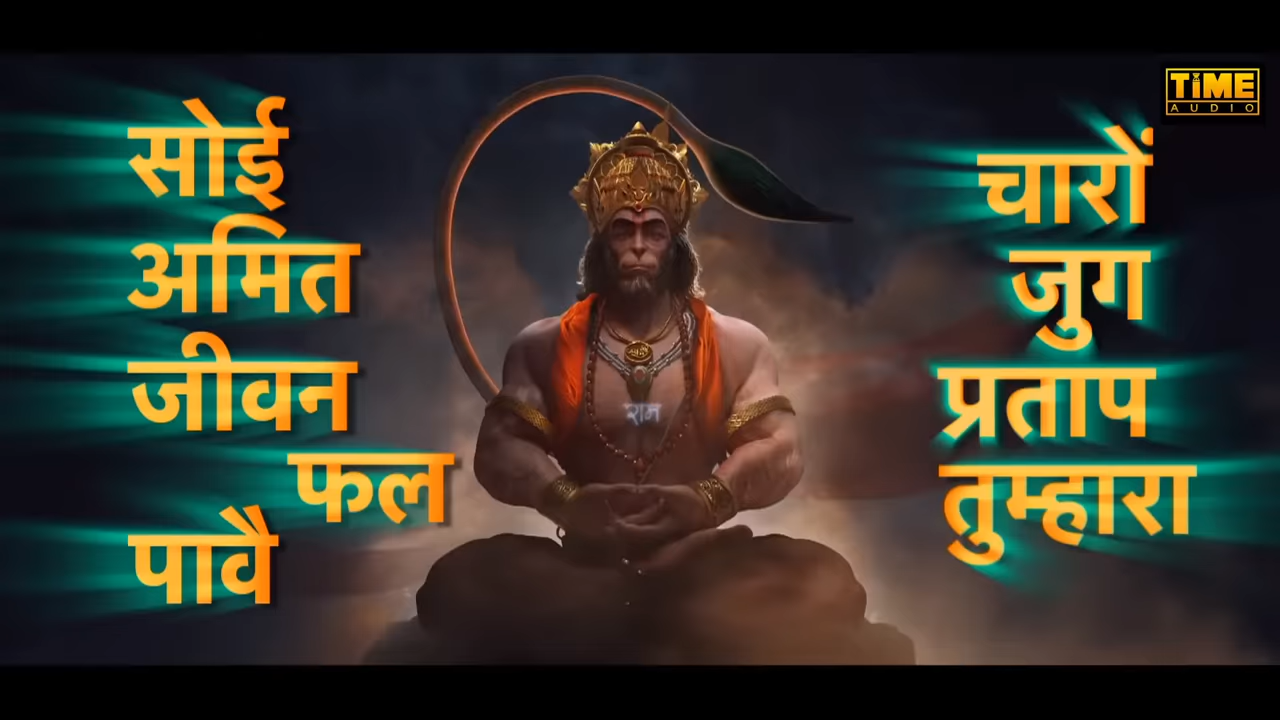 सोई
अमित
जीवन
फल
पावै
राम
चारों
जुग
प्रताप
तुम्हारा
TIME
AUDIO